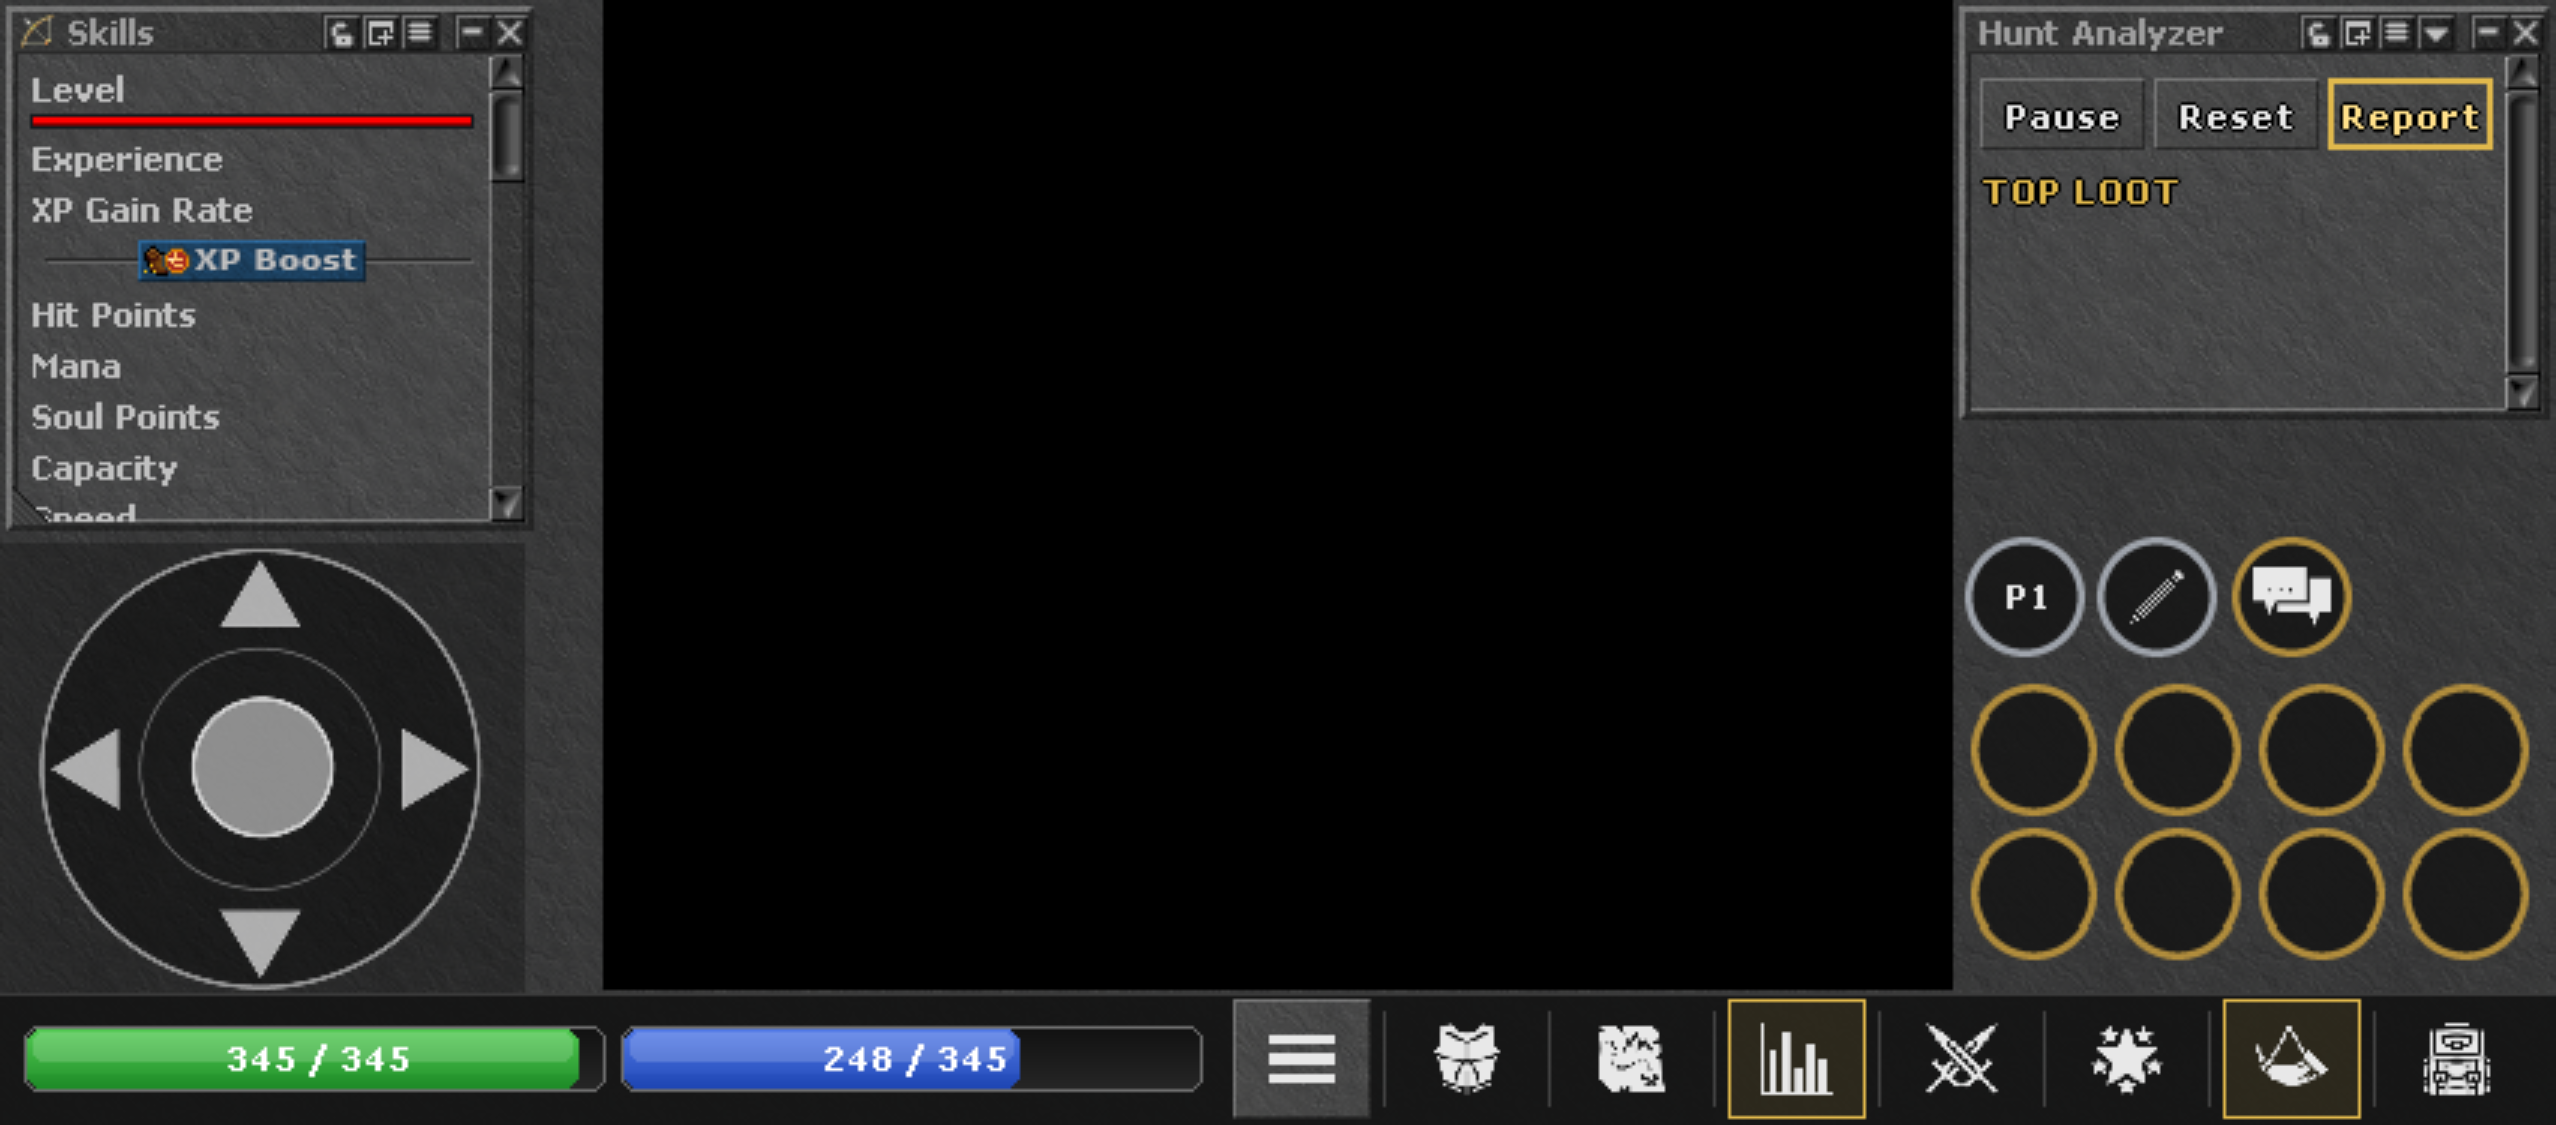 Skills
Level
Experience
XP Gain Rate
XP Boost
Hit Points
Mana
Soul Points
Capacity
Speed
Hunt Analyzer
Pause Reset Report
TOP LOOT
P1
345 / 345
248 / 345